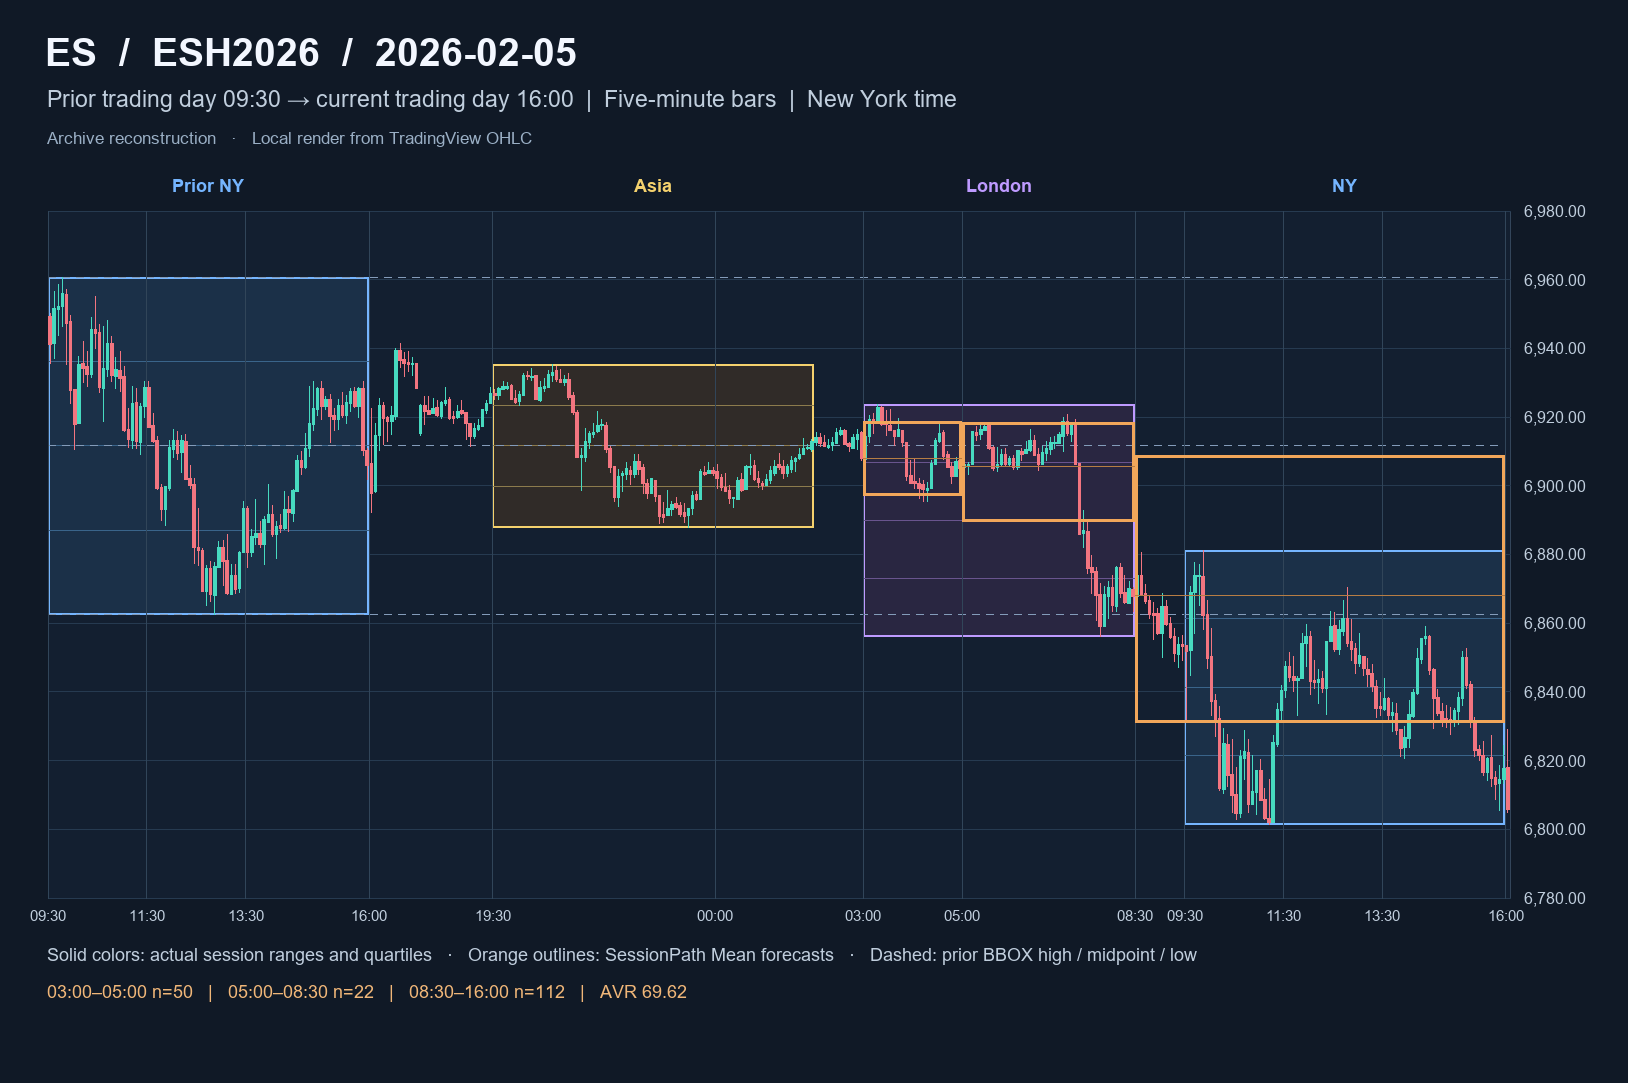 ES / ESH2026 / 2026-02-05
Prior trading day 09:30 → current trading day 16:00 | Five-minute bars | New York time
Archive reconstruction · Local render from TradingView OHLC
Prior NY Asia London NY
6,980.00
6,960.00
6,940.00
6,920.00
6,900.00
6,880.00
6,860.00
6,840.00
6,820.00
6,800.00
6,780.00
09:30 11:30 13:30 16:00 19:30 00:00 03:00 05:00 08:30 09:30 11:30 13:30 16:00
Solid colors: actual session ranges and quartiles · Orange outlines: SessionPath Mean forecasts · Dashed: prior BBOX high / midpoint / low
03:00–05:00 n=50 | 05:00–08:30 n=22 | 08:30–16:00 n=112 | AVR 69.62